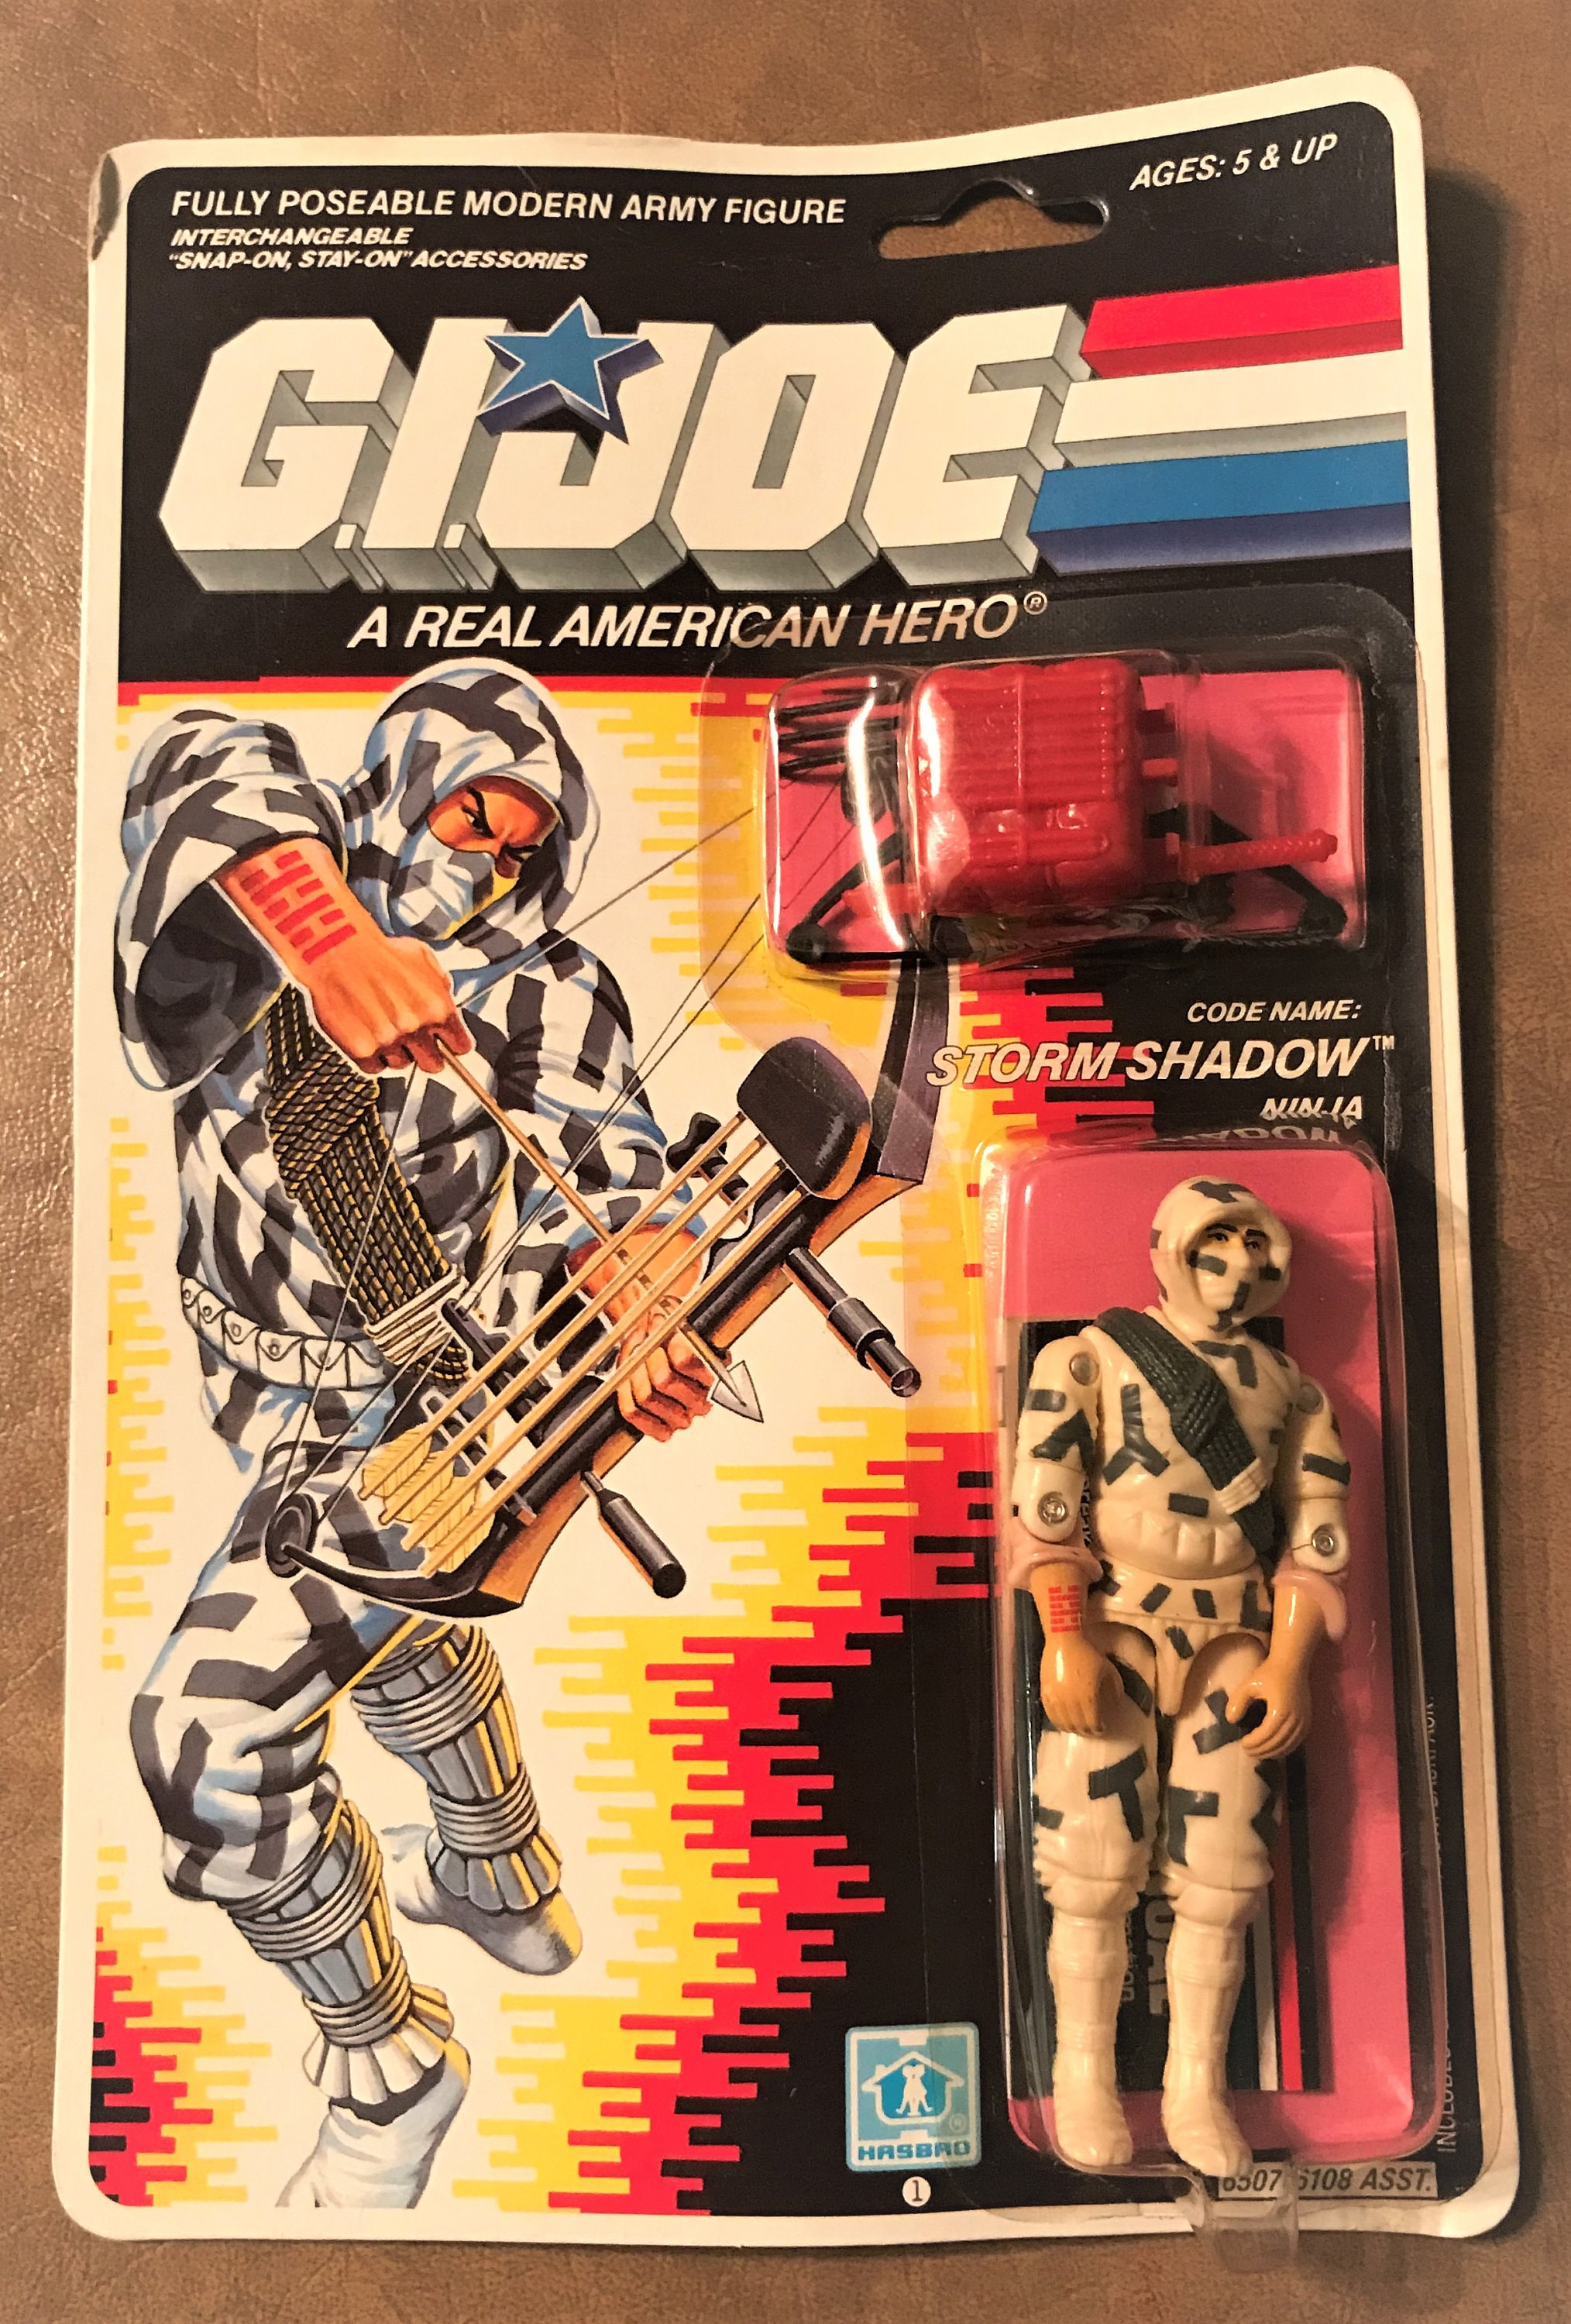 AGES: 5 & UP
FULLY POSEABLE MODERN ARMY FIGURE
INTERCHANGEABLE
"SNAP-ON, STAY-ON" ACCESSORIES
G.I. JOE
A REAL AMERICAN HERO®
CODE NAME:
STORM SHADOW™
NINJA
HASBRO ®
1
6507 6108 ASST.